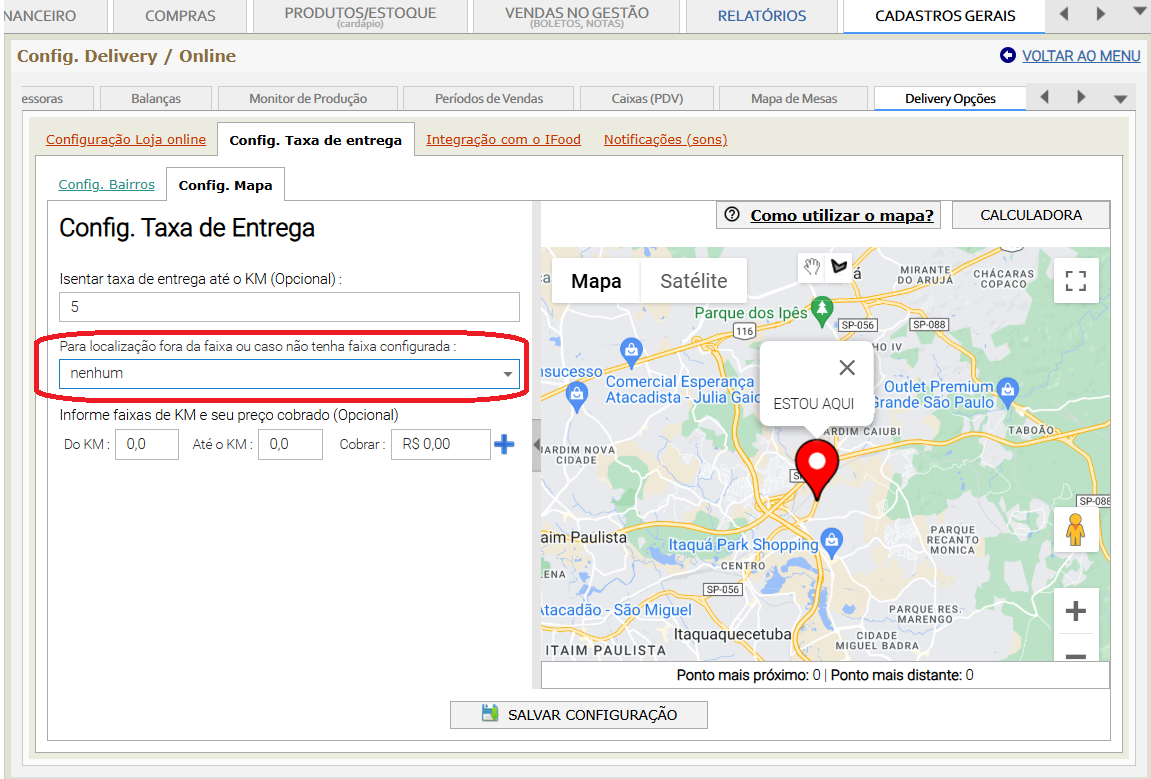 NANCEIRO
COMPRAS
PRODUTOS/ESTOQUE
(cardápio)
VENDAS NO GESTÃO
(BOLETOS, NOTAS)
RELATÓRIOS
CADASTROS GERAIS
Config. Delivery / Online
VOLTAR AO MENU
essoras
Balanças
Monitor de Produção
Períodos de Vendas
Caixas (PDV)
Mapa de Mesas
Delivery Opções
Configuração Loja online
Config. Taxa de entrega
Integração com o IFood
Notificações (sons)
Config. Bairros
Config. Mapa
Config. Taxa de Entrega
Como utilizar o mapa?
CALCULADORA
Isentar taxa de entrega até o KM (Opcional) :
5
Para localização fora da faixa ou caso não tenha faixa configurada :
nenhum
Informe faixas de KM e seu preço cobrado (Opcional)
Do KM : 0,0 Até o KM : 0,0 Cobrar : R$ 0,00
Mapa
Satélite
MIRANTE
DO ARUJÁ
CHÁCARAS
COPACO
Parque dos Ipês
SP-056
SP-088
116
HO IV
nsucesso
Comercial Esperança
Atacadista - Julia Gaio
ESTOU AQUI
Outlet Premium
Grande São Paulo
ARDIM CAIUBI
TABOÃO
JARDIM NOVA
CIDADE
SP-088
aim Paulista
Itaquá Park Shopping
PARQUE
RECANTO
MONICA
LENA
CENTRO
SP-056
Atacadão - São Miguel
PARQUE RES.
MARENGO
Itaquaquecetuba
CIDADE
MIGUEL BADRA
ITAIM PAULISTA
Ponto mais próximo: 0 | Ponto mais distante: 0
SALVAR CONFIGURAÇÃO